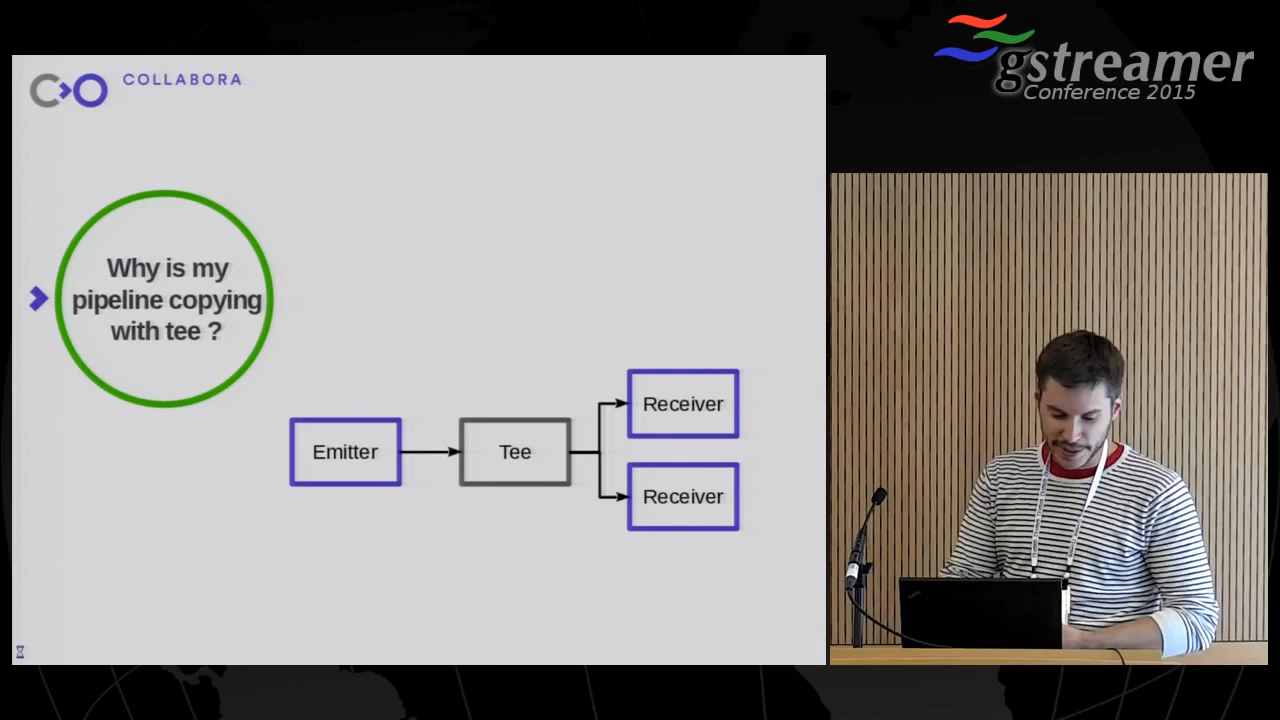 COLLABORA
gstreamer
Conference 2015
Why is my
pipeline copying
with tee ?
Emitter
Tee
Receiver
Receiver